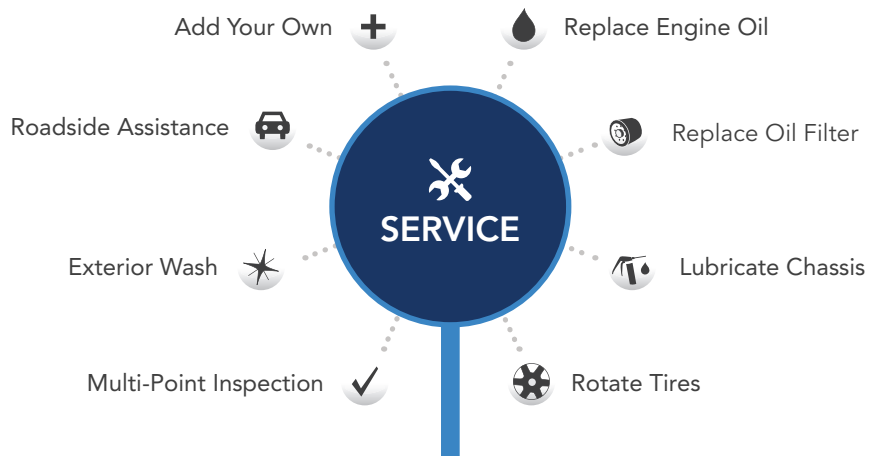 Add Your Own
Replace Engine Oil
Roadside Assistance
Replace Oil Filter
SERVICE
Exterior Wash
Lubricate Chassis
Multi-Point Inspection
Rotate Tires